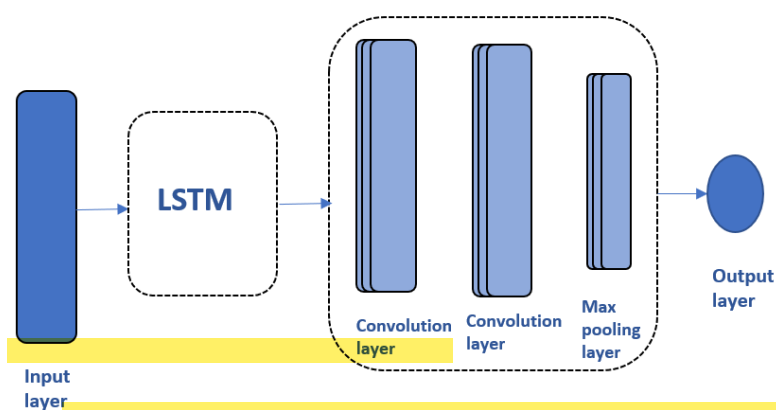 LSTM
Input
layer
Convolution
layer
Convolution
layer
Max
pooling
layer
Output
layer